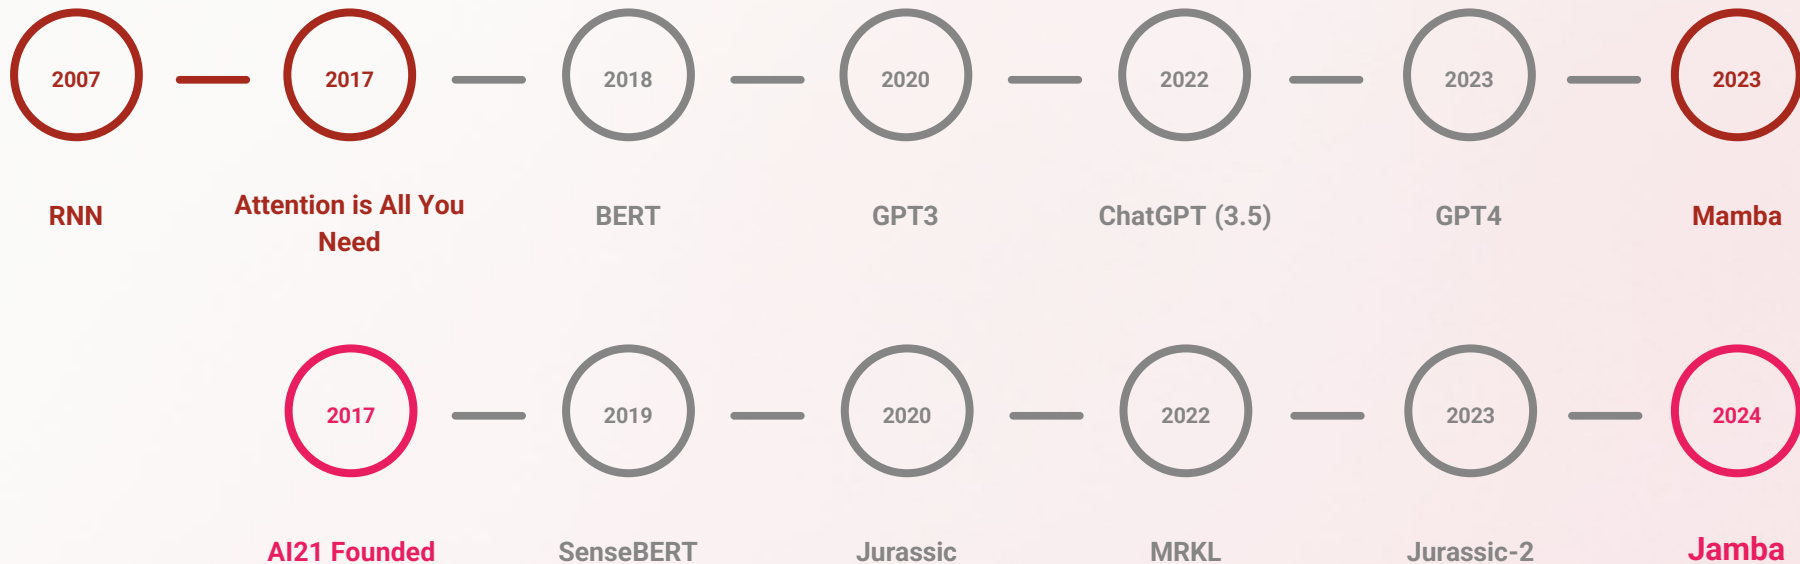 2007 2017 2018 2020 2022 2023 2023
RNN Attention is All You Need BERT GPT3 ChatGPT (3.5) GPT4 Mamba
2017 2019 2020 2022 2023 2024
AI21 Founded SenseBERT Jurassic MRKL Jurassic-2 Jamba